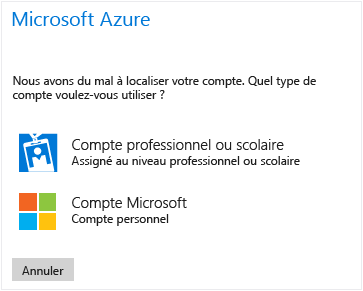 Microsoft Azure
Nous avons du mal à localiser votre compte. Quel type de
compte voulez-vous utiliser ?
Compte professionnel ou scolaire
Assigné au niveau professionnel ou scolaire
Compte Microsoft
Compte personnel
Annuler